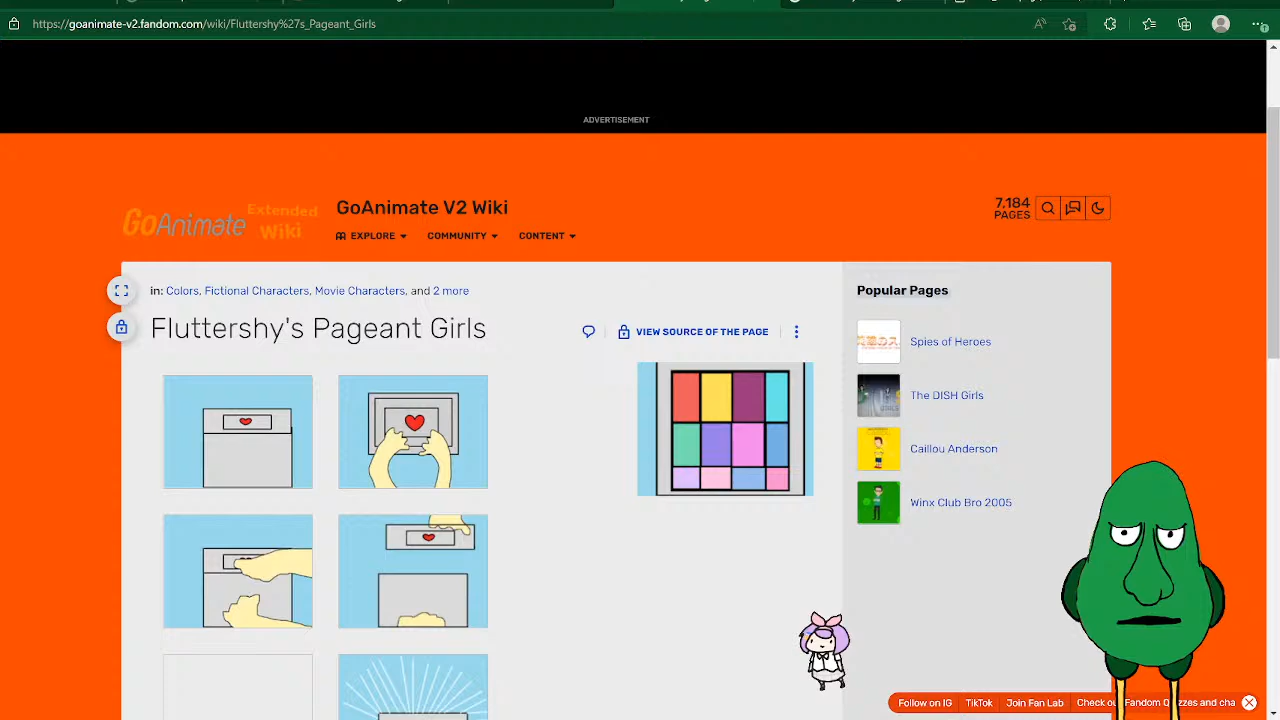 https://goanimate-v2.fandom.com/wiki/Fluttershy%27s_Pageant_Girls
ADVERTISEMENT
GoAnimate
Extended
Wiki
GoAnimate V2 Wiki
7,184
PAGES
EXPLORE
COMMUNITY
CONTENT
in: Colors, Fictional Characters, Movie Characters, and 2 more
Fluttershy's Pageant Girls
VIEW SOURCE OF THE PAGE
Popular Pages
Spies of Heroes
The DISH Girls
Caillou Anderson
Winx Club Bro 2005
Follow on IG
TikTok
Join Fan Lab
Check Fandom and cha